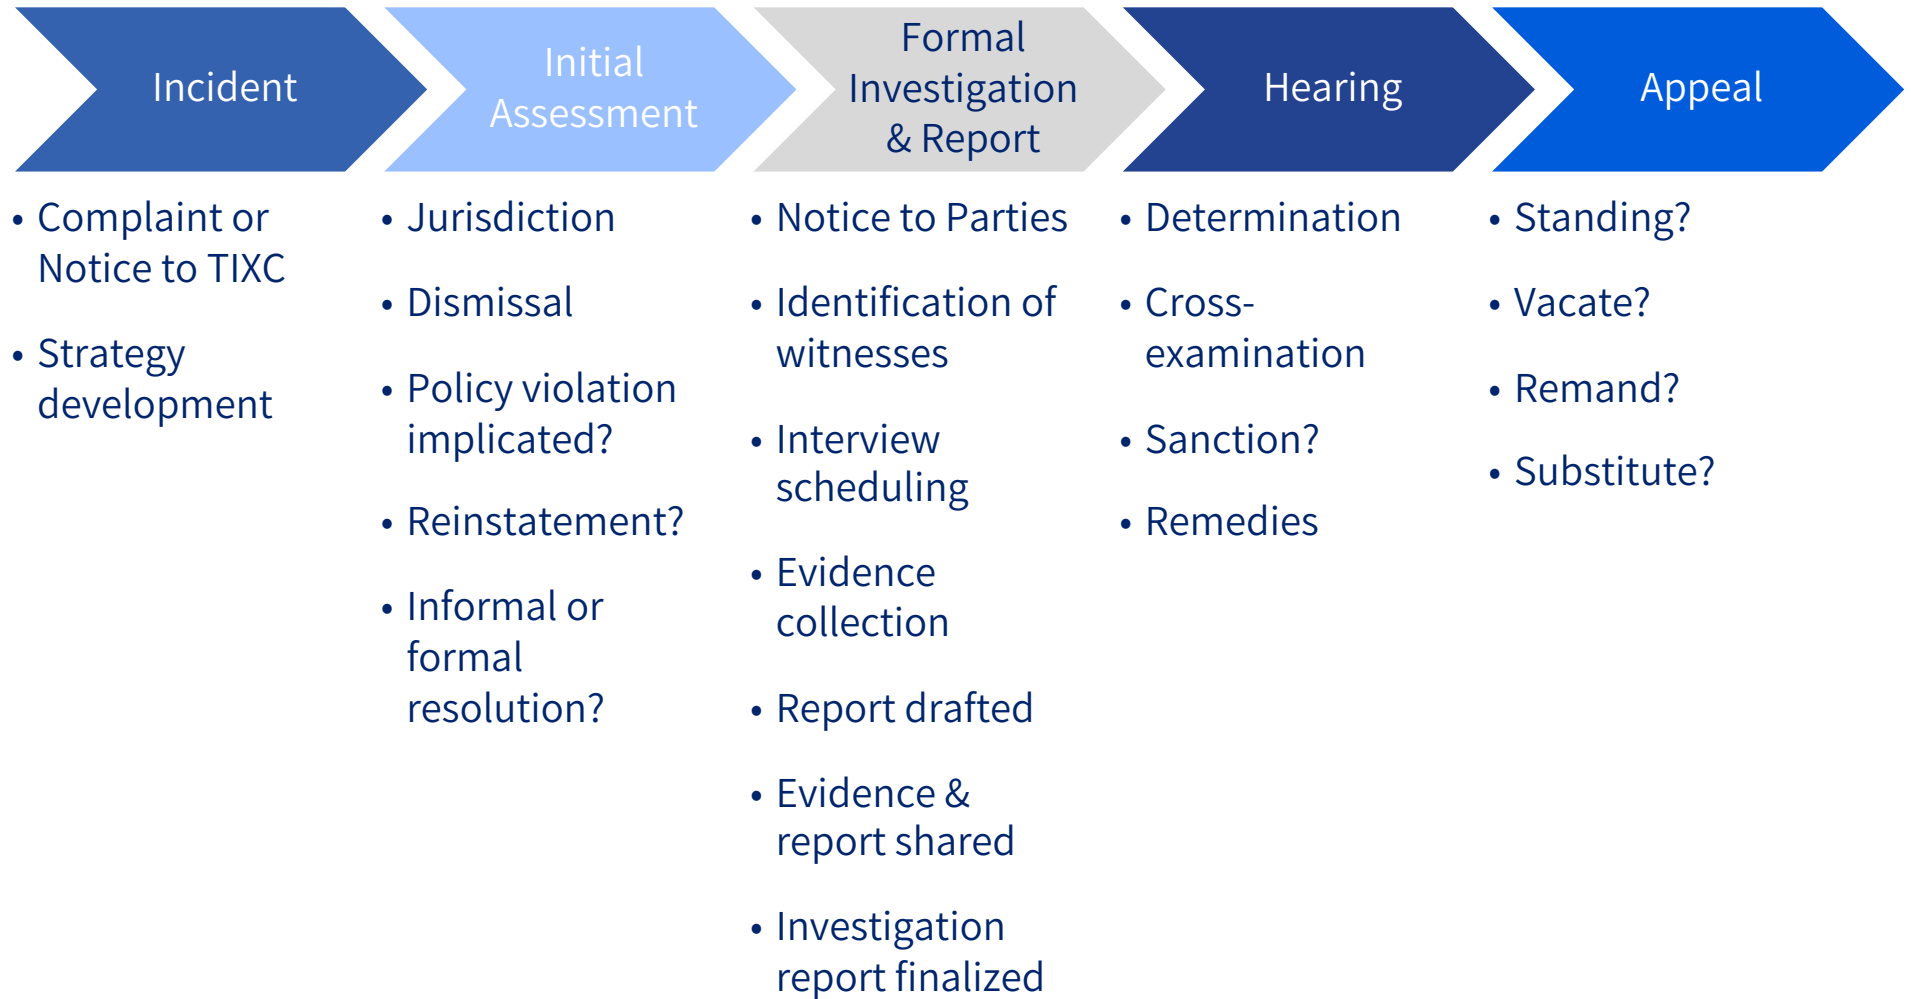 Incident
Initial
Assessment
Formal
Investigation
& Report
Hearing
Appeal
• Complaint or
Notice to TIXC
• Strategy
development
• Jurisdiction
• Dismissal
• Policy violation
implicated?
• Reinstatement?
• Informal or
formal
resolution?
• Notice to Parties
• Identification of
witnesses
• Interview
scheduling
• Evidence
collection
• Report drafted
• Evidence &
report shared
• Investigation
report finalized
• Determination
• Cross-
examination
• Sanction?
• Remedies
• Standing?
• Vacate?
• Remand?
• Substitute?